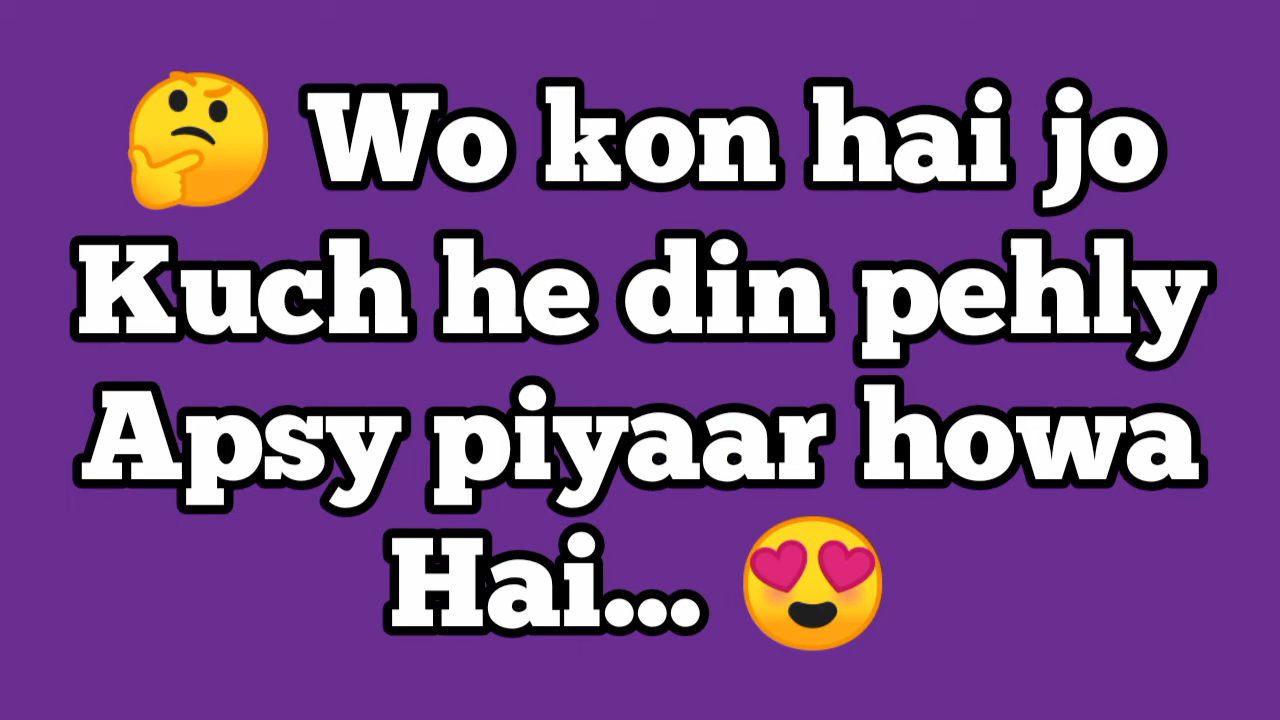 🤔 Wo kon hai jo
Kuch he din pehly
Apsy piyaar howa
Hai... 😍